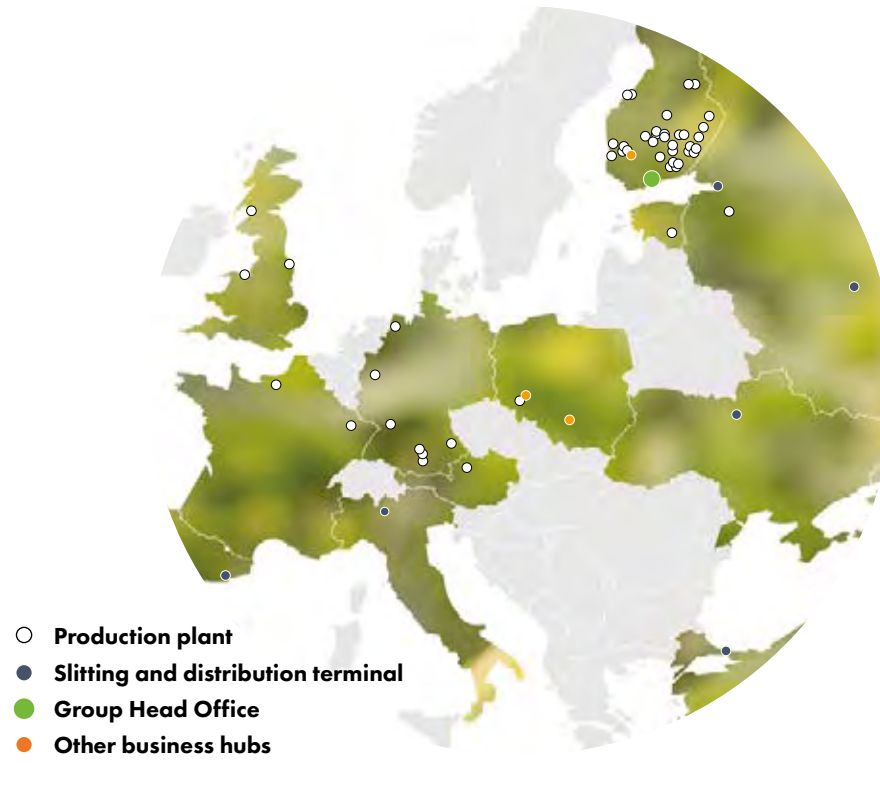 Production plant
Slitting and distribution terminal
Group Head Office
Other business hubs